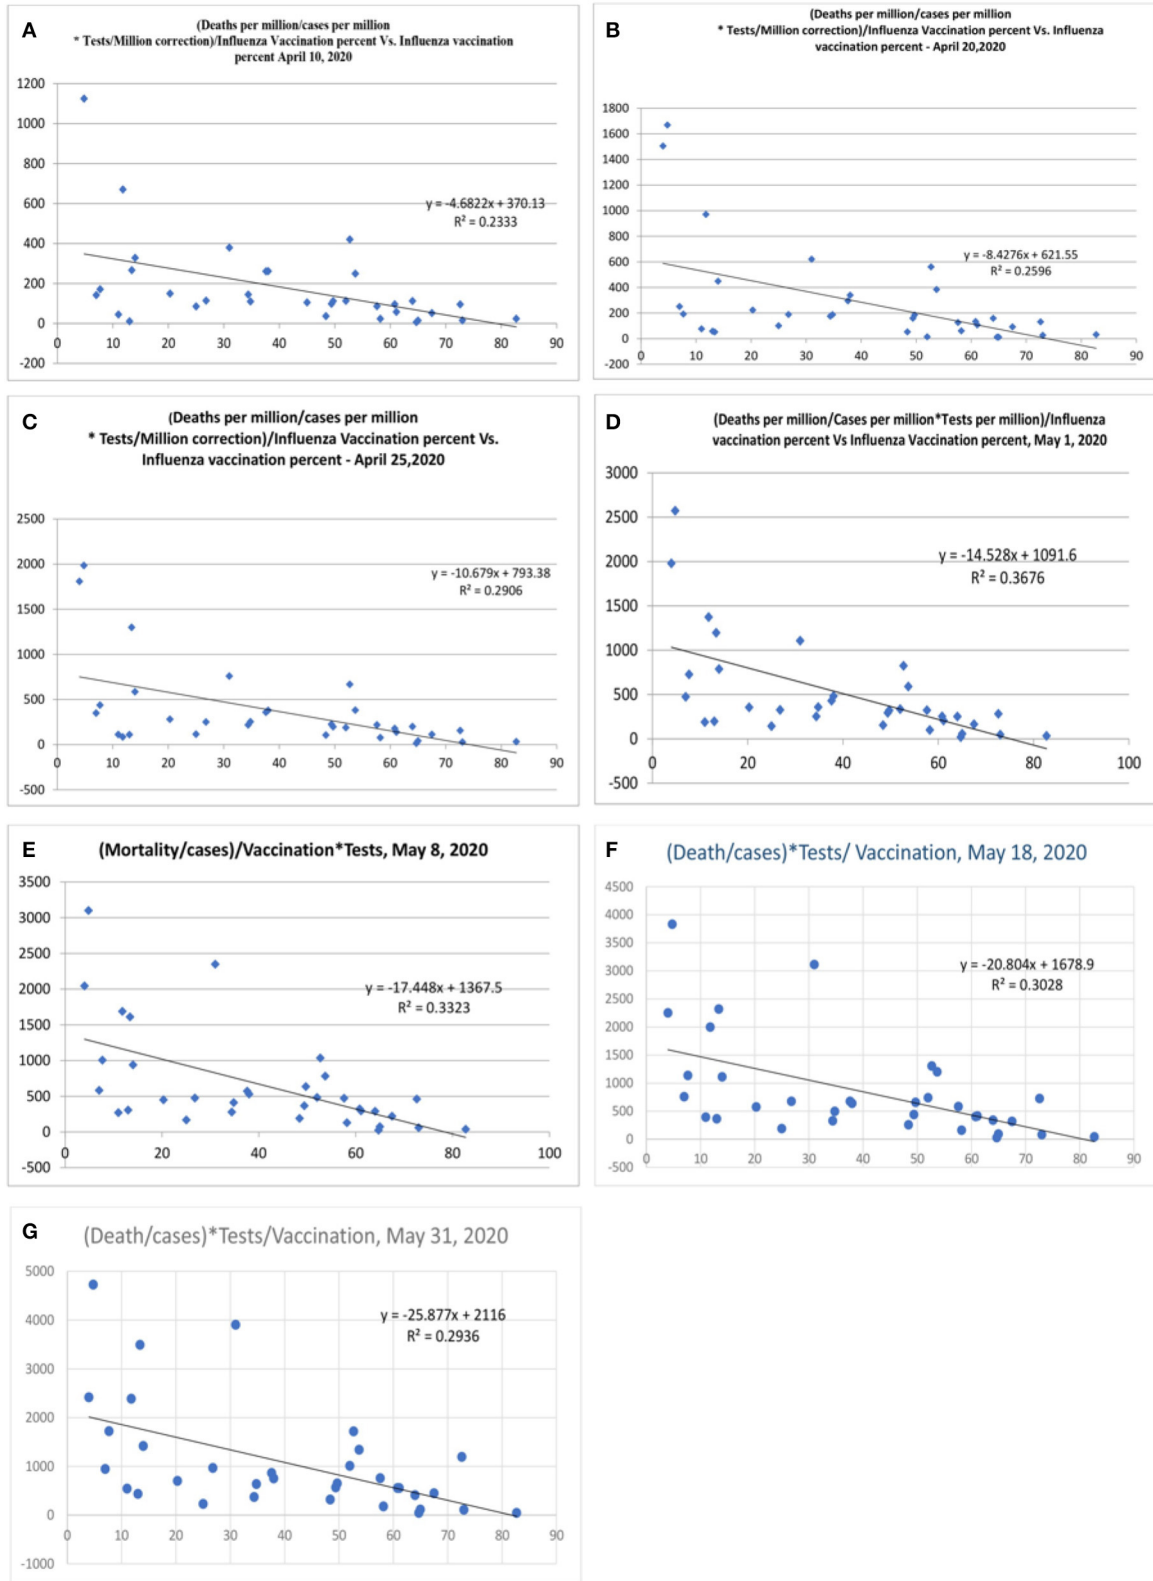 A
(Deaths per million/cases per million
* Tests/Million correction)/Influenza Vaccination percent Vs. Influenza vaccination
percent April 10, 2020
1200
1000
800
600
400
200
0
-200
y = -4.6822x + 370.13
R² = 0.2333
0 10 20 30 40 50 60 70 80 90
B
(Deaths per million/cases per million
* Tests/Million correction)/Influenza Vaccination percent Vs. Influenza
vaccination percent - April 20,2020
1800
1600
1400
1200
1000
800
600
400
200
0
-200
y = -8.4276x + 621.55
R² = 0.2596
0 10 20 30 40 50 60 70 80 90
C
(Deaths per million/cases per million
* Tests/Million correction)/Influenza Vaccination percent Vs.
Influenza vaccination percent - April 25,2020
2500
2000
1500
1000
500
0
-500
y = -10.679x + 793.38
R² = 0.2906
0 10 20 30 40 50 60 70 80 90
D
(Deaths per million/Cases per million*Tests per million)/Influenza
vaccination percent Vs Influenza Vaccination percent, May 1, 2020
3000
2500
2000
1500
1000
500
0
-500
y = -14.528x + 1091.6
R² = 0.3676
0 20 40 60 80 100
E
(Mortality/cases)/Vaccination*Tests, May 8, 2020
3500
3000
2500
2000
1500
1000
500
0
-500
y = -17.448x + 1367.5
R² = 0.3323
0 20 40 60 80 100
F
(Death/cases)*Tests/ Vaccination, May 18, 2020
4500
4000
3500
3000
2500
2000
1500
1000
500
0
-500
y = -20.804x + 1678.9
R² = 0.3028
0 10 20 30 40 50 60 70 80 90
G
(Death/cases)*Tests/Vaccination, May 31, 2020
5000
4000
3000
2000
1000
0
-1000
y = -25.877x + 2116
R² = 0.2936
0 10 20 30 40 50 60 70 80 90